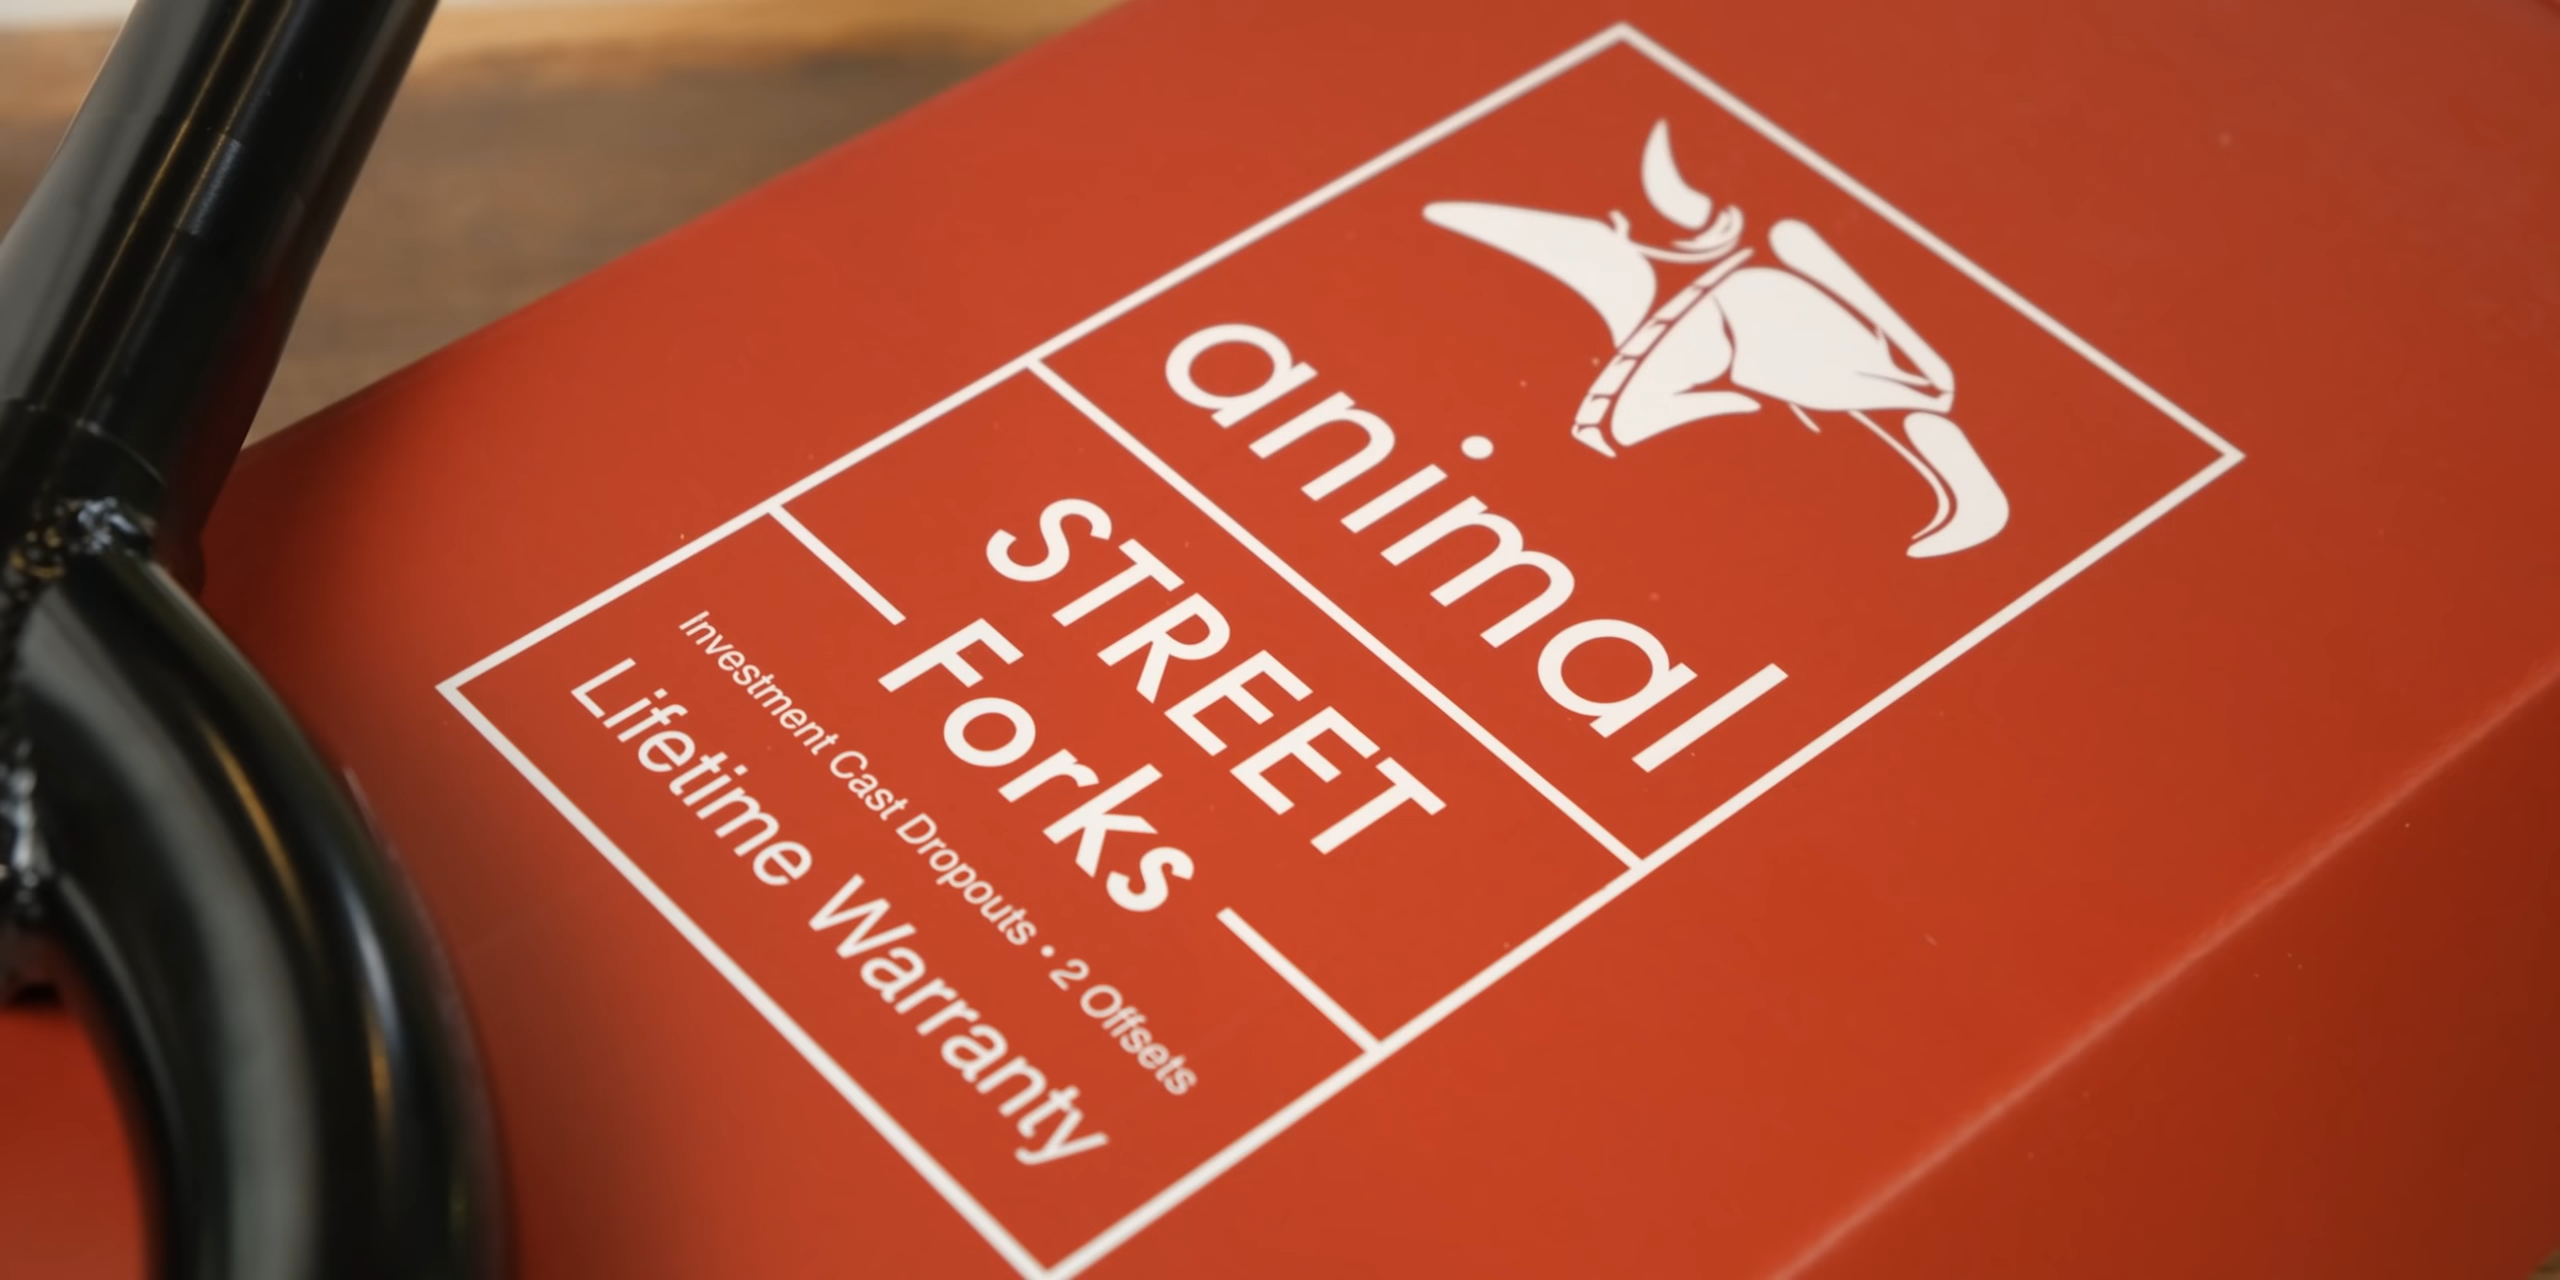 animal
STREET
Forks
Investment Cast Dropouts • 2 Offsets
Lifetime Warranty